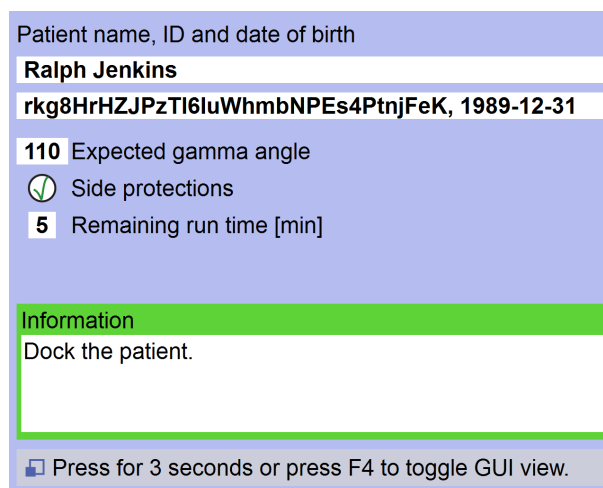 Patient name, ID and date of birth
Ralph Jenkins
rkg8HrHZJPzTl6luWhmbNPEs4PtnjFeK, 1989-12-31
110 Expected gamma angle
Side protections
5 Remaining run time [min]
Information
Dock the patient.
Press for 3 seconds or press F4 to toggle GUI view.